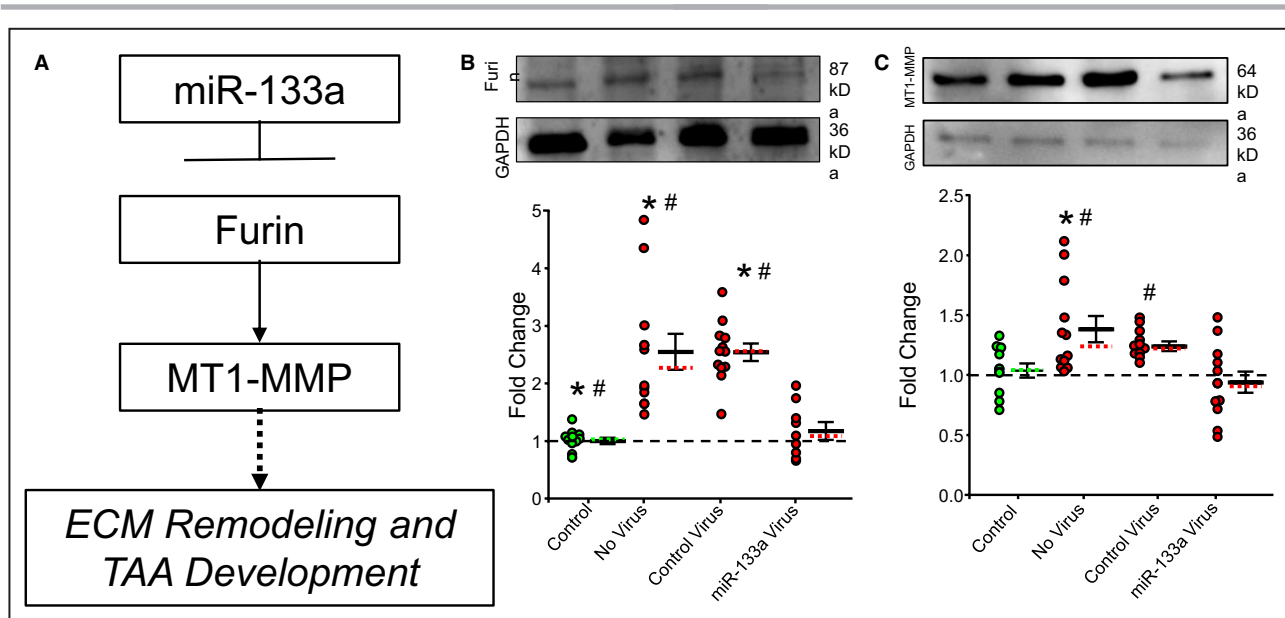 A
miR-133a
Furin
MT1-MMP
ECM Remodeling and
TAA Development
B
Furi
n
87
kD
a
GAPDH
36
kD
a
* #
* #
* #
5
4
3
2
1
0
Fold Change
Control
No Virus
Control Virus
miR-133a Virus
C
MT1-MMP
64
kD
a
GAPDH
36
kD
a
* #
#
2.5
2.0
1.5
1.0
0.5
0.0
Fold Change
Control
No Virus
Control Virus
miR-133a Virus